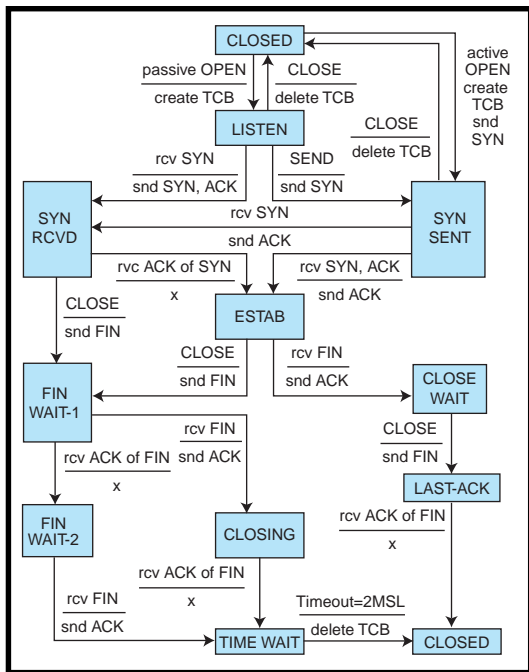 CLOSED
passive OPEN
create TCB
CLOSE
delete TCB
active
OPEN
create
TCB
snd
SYN
LISTEN
CLOSE
delete TCB
rcv SYN
snd SYN, ACK
SEND
snd SYN
SYN
RCVD
rcv SYN
snd ACK
SYN
SENT
rvc ACK of SYN
x
rcv SYN, ACK
snd ACK
ESTAB
CLOSE
snd FIN
CLOSE
snd FIN
rcv FIN
snd ACK
FIN
WAIT-1
CLOSE
WAIT
rcv FIN
snd ACK
CLOSE
snd FIN
rcv ACK of FIN
x
LAST-ACK
FIN
WAIT-2
CLOSING
rcv ACK of FIN
x
rcv ACK of FIN
x
rcv FIN
snd ACK
TIME WAIT
Timeout=2MSL
delete TCB
CLOSED